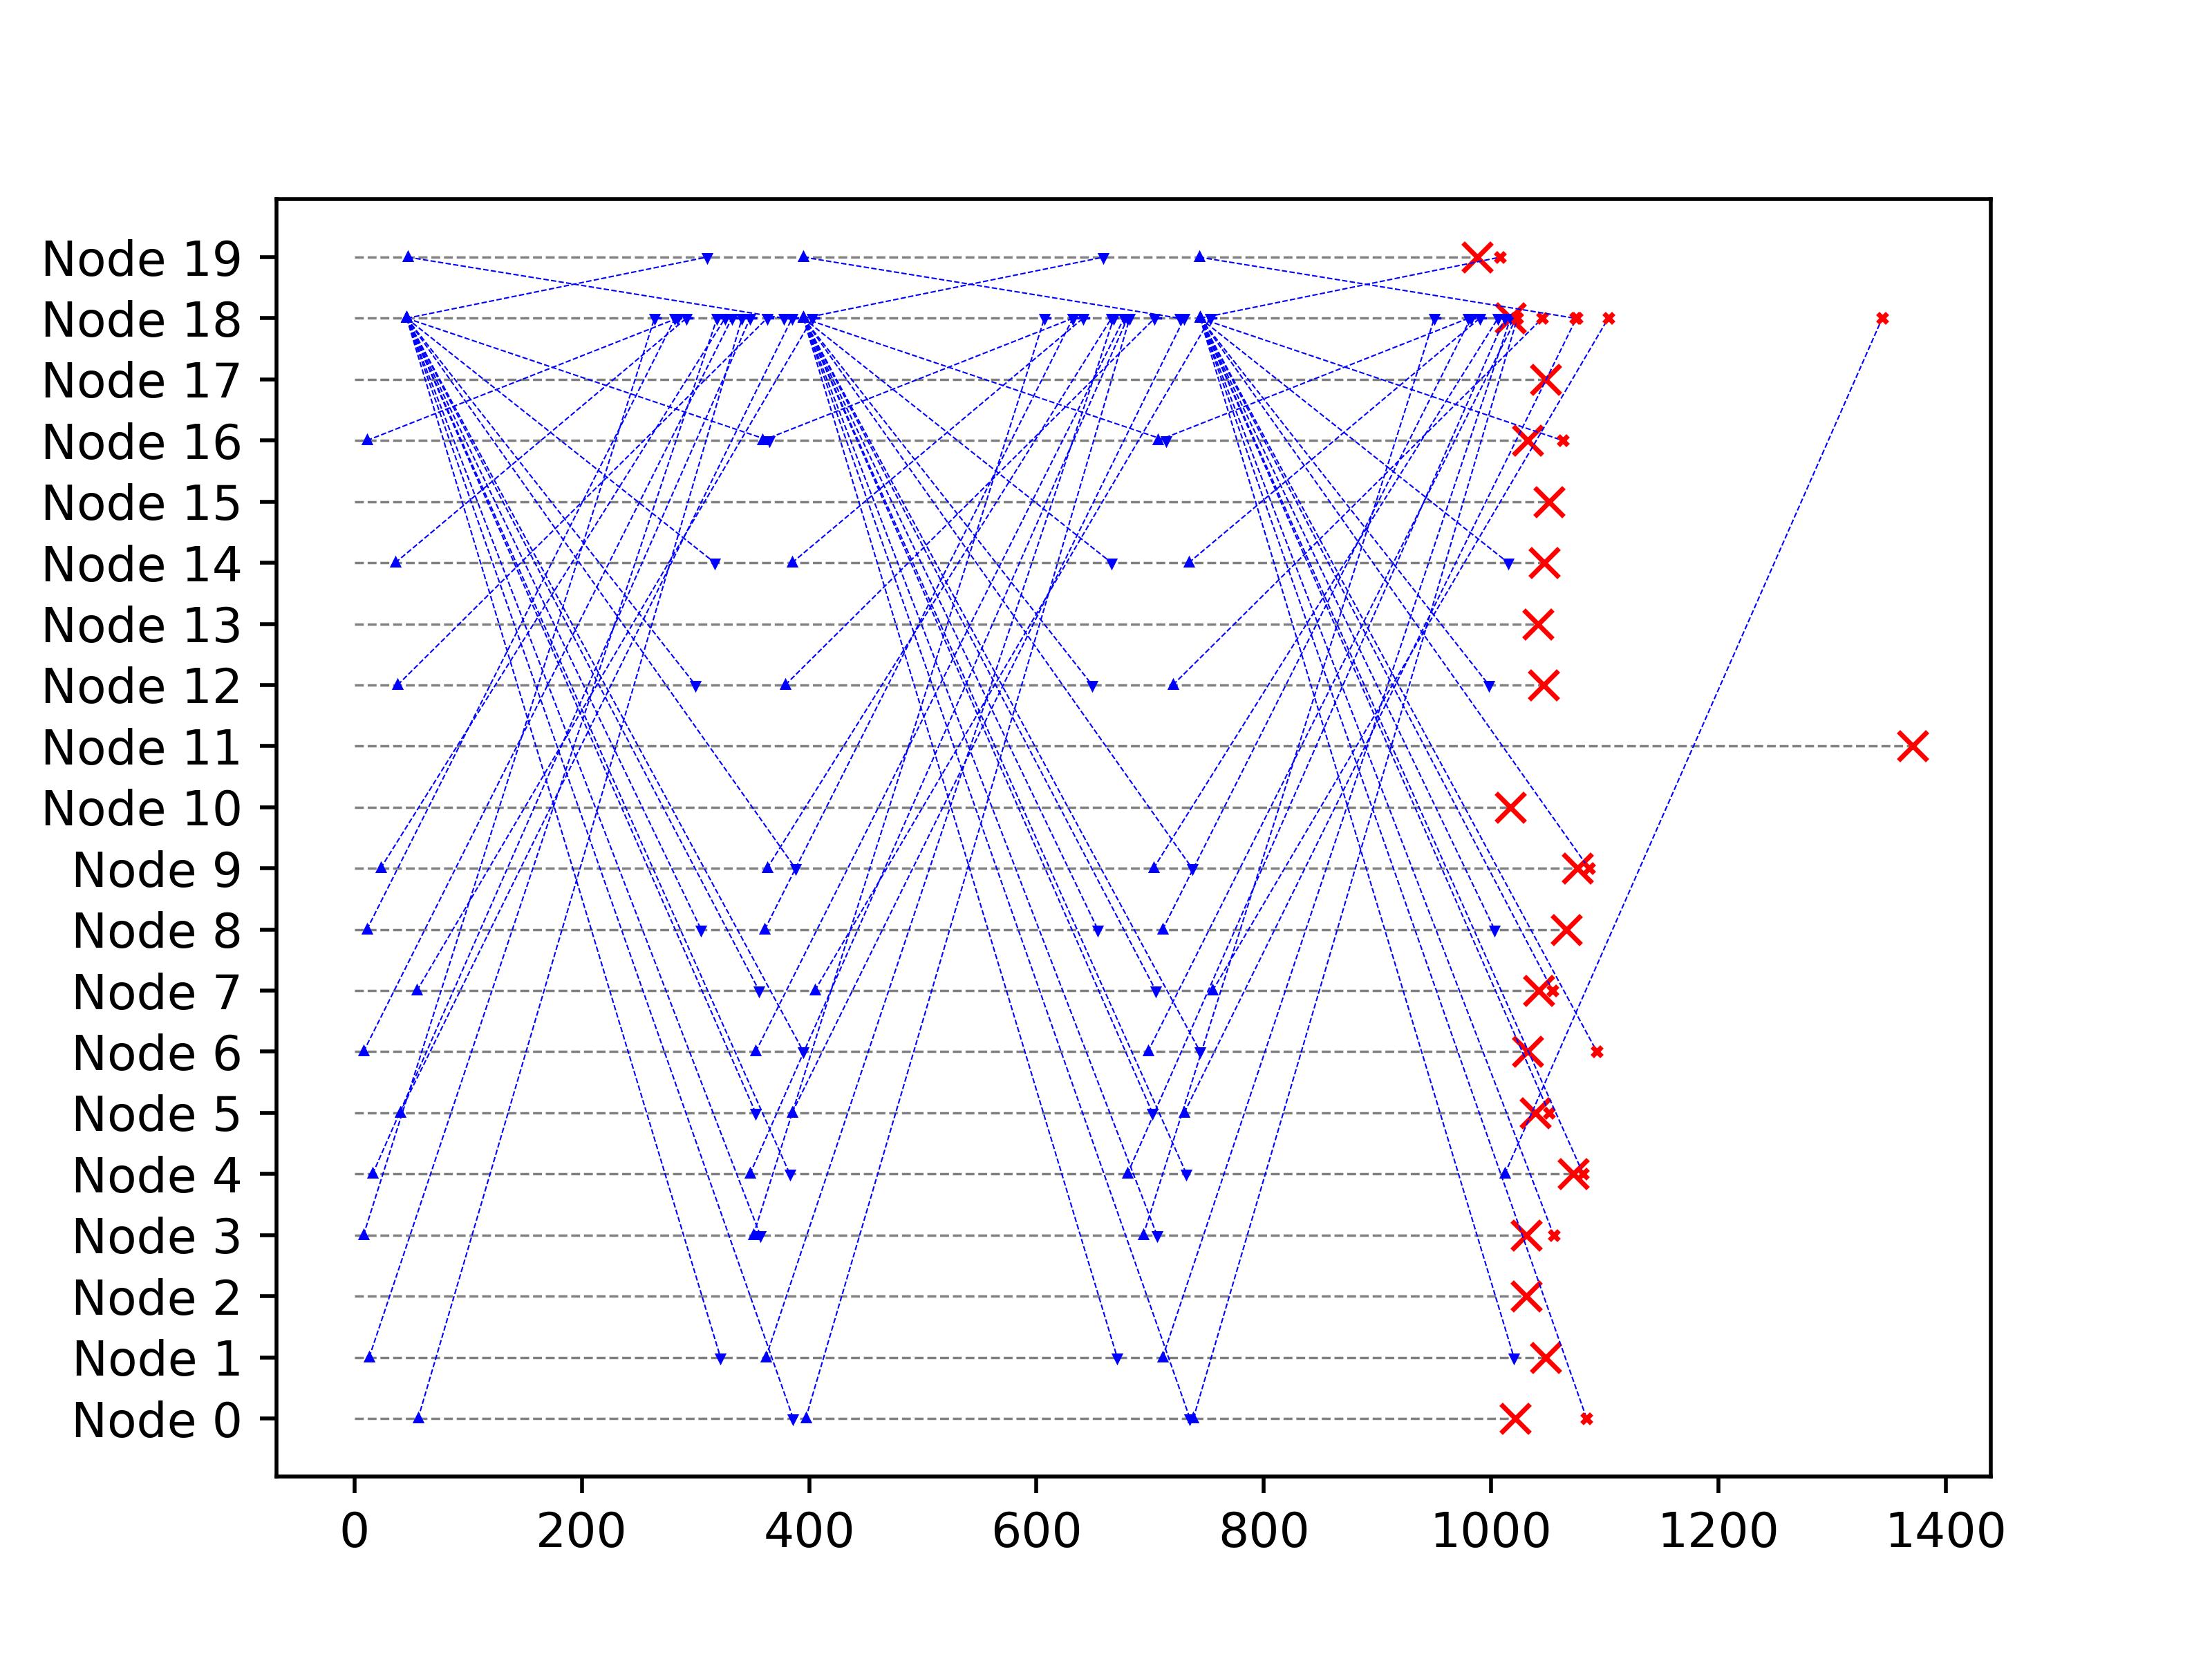 Node 19
Node 18
Node 17
Node 16
Node 15
Node 14
Node 13
Node 12
Node 11
Node 10
Node 9
Node 8
Node 7
Node 6
Node 5
Node 4
Node 3
Node 2
Node 1
Node 0
0 200 400 600 800 1000 1200 1400